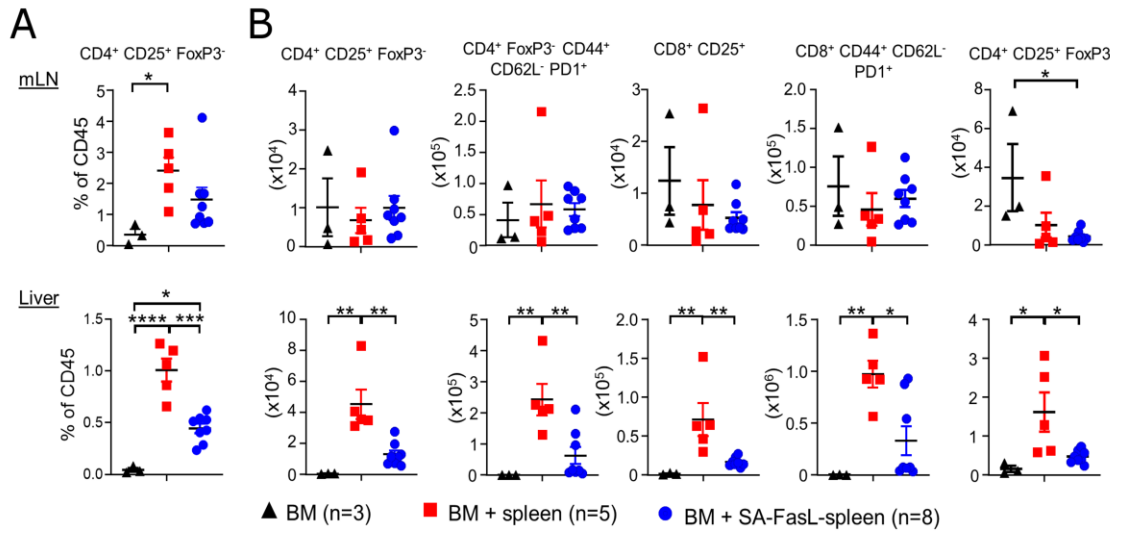 A
B
CD4⁺ CD25⁺ FoxP3⁻
CD4⁺ CD25⁺ FoxP3⁻
CD4⁺ FoxP3⁻ CD44⁺
CD62L⁻ PD1⁺
CD8⁺ CD25⁺
CD8⁺ CD44⁺ CD62L⁻
PD1⁺
CD4⁺ CD25⁺ FoxP3
mLN
% of CD45
5
4
3
2
1
0
*
(x10⁴)
4
3
2
1
0
(x10⁵)
2.5
2.0
1.5
1.0
0.5
0
(x10⁴)
3
2
1
0
(x10⁵)
2.0
1.5
1.0
0.5
0
(x10⁴)
8
6
4
2
0
*
Liver
% of CD45
1.5
1.0
0.5
0.0
*
**** ***
(x10⁴)
10
8
6
4
2
0
** **
(x10⁵)
5
4
3
2
1
0
** **
(x10⁵)
2.0
1.5
1.0
0.5
0
** **
(x10⁶)
1.5
1.0
0.5
0
** *
(x10⁴)
4
3
2
1
0
* *
BM (n=3) BM + spleen (n=5) BM + SA-FasL-spleen (n=8)